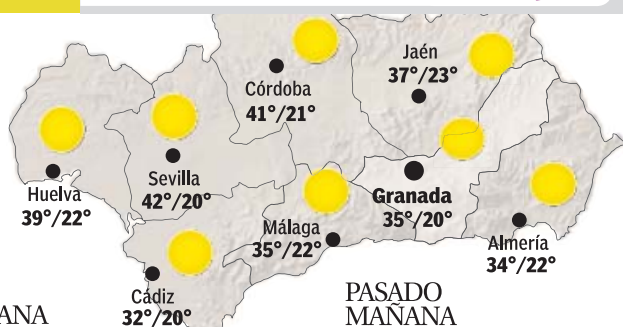 Jaén
37°/23°
Córdoba
41°/21°
Sevilla
42°/20°
Huelva
39°/22°
Granada
35°/20°
Málaga
35°/22°
Almería
34°/22°
Cádiz
32°/20°
PASADO
MAÑANA
ANA